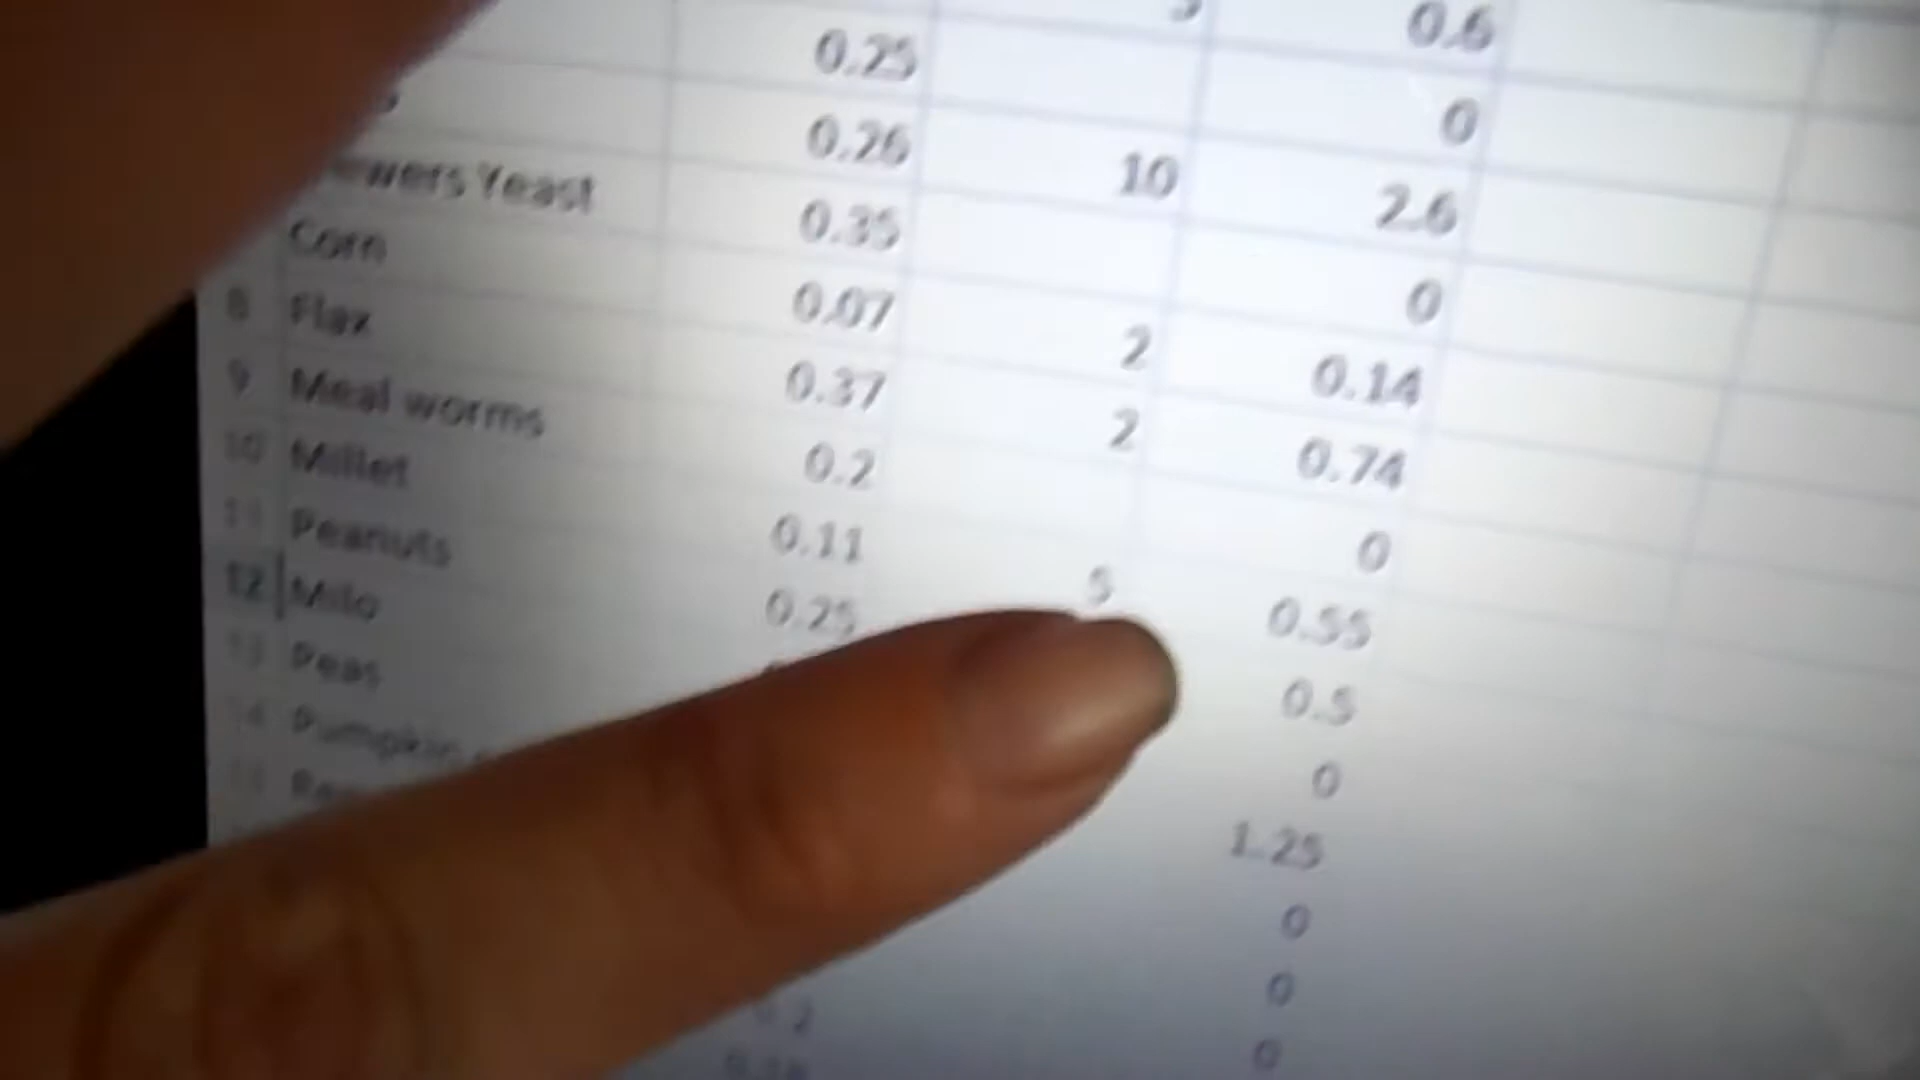 0.6
0.25 0
0.26 10 2.6
ewers Yeast 0.35 0
Corn 0.07 2 0.14
8 Flax 0.37 2 0.74
9 Meal worms 0.2 0
10 Millet 0.11 5 0.55
11 Peanuts 0.25 0.5
12 Milo 0
13 Peas 1.25
14 Pumpkin 0
0
0